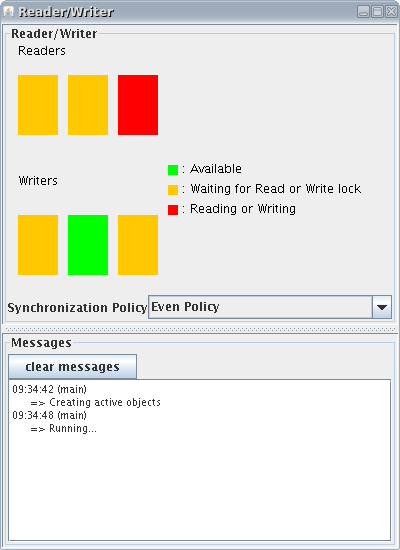 Reader/Writer
Reader/Writer
Readers
: Available
Writers
: Waiting for Read or Write lock
: Reading or Writing
Synchronization Policy Even Policy
Messages
clear messages
09:34:42 (main)
=> Creating active objects
09:34:48 (main)
=> Running...